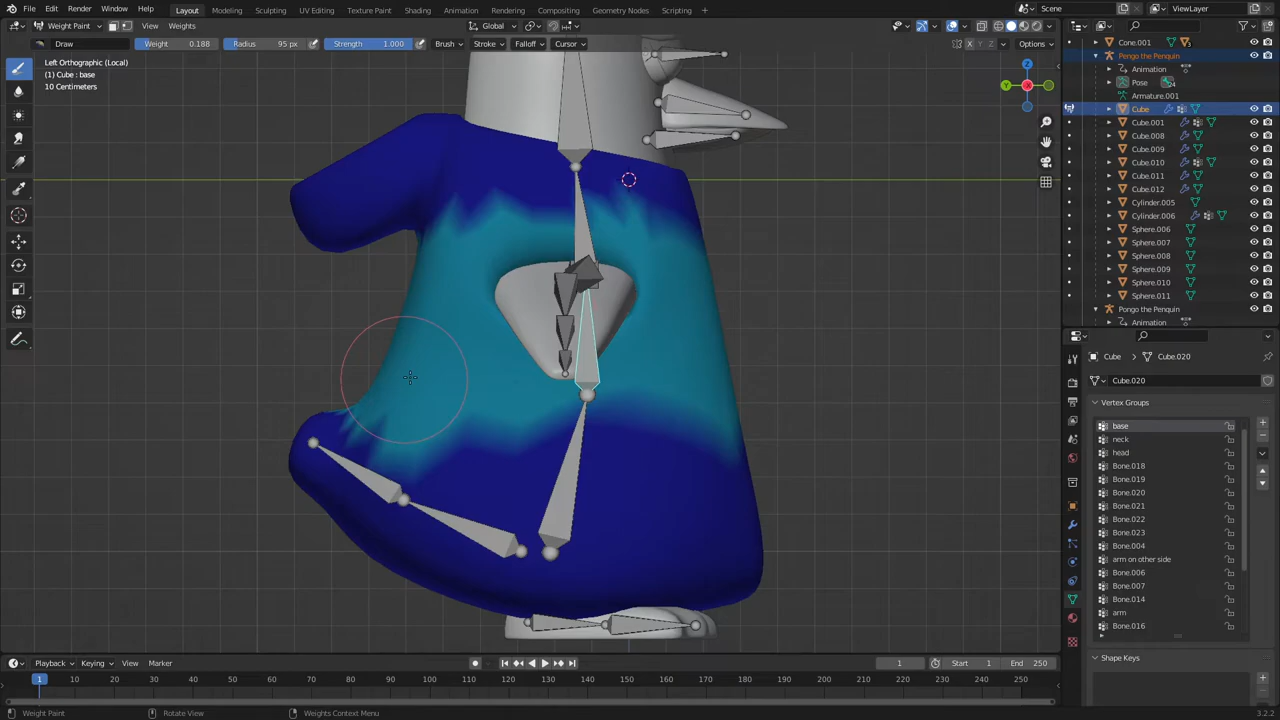 File Edit Render Window Help Layout Modeling Sculpting UV Editing Texture Paint Shading Animation Rendering Compositing Geometry Nodes Scripting Scene ViewLayer
Weight Paint View Weights Global
Draw Weight 0.188 Radius 95 px Strength 1.000 Brush Stroke Falloff Cursor X Y Z Options
Left Orthographic (Local)
(1) Cube : base
10 Centimeters
Z
Y
Cone.001
Pengo the Penguin
Animation
Pose
Armature.001
Cube
Cube.001
Cube.008
Cube.009
Cube.010
Cube.011
Cube.012
Cylinder.005
Cylinder.006
Sphere.006
Sphere.007
Sphere.008
Sphere.009
Sphere.010
Sphere.011
Pongo the Penguin
Animation
Cube Cube.020
Cube.020
Vertex Groups
base
neck
head
Bone.018
Bone.019
Bone.020
Bone.021
Bone.022
Bone.023
Bone.004
arm on other side
Bone.006
Bone.007
Bone.014
arm
Bone.016
Shape Keys
Playback Keying View Marker 1 Start 1 End 250
1 10 20 30 40 50 60 70 80 90 100 110 120 130 140 150 160 170 180 190 200 210 220 230 240 250
Weight Paint Rotate View Weights Context Menu 3.2.2